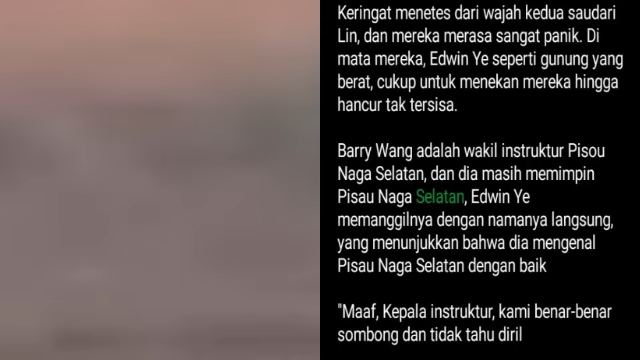 Keringat menetes dari wajah kedua saudari
Lin, dan mereka merasa sangat panik. Di
mata mereka, Edwin Ye seperti gunung yang
berat, cukup untuk menekan mereka hingga
hancur tak tersisa.
Barry Wang adalah wakil instruktur Pisou
Naga Selatan, dan dia masih memimpin
Pisau Naga Selatan, Edwin Ye
memanggilnya dengan namanya langsung,
yang menunjukkan bahwa dia mengenal
Pisau Naga Selatan dengan baik
"Maaf, Kepala instruktur, kami benar-benar
sombong dan tidak tahu diril